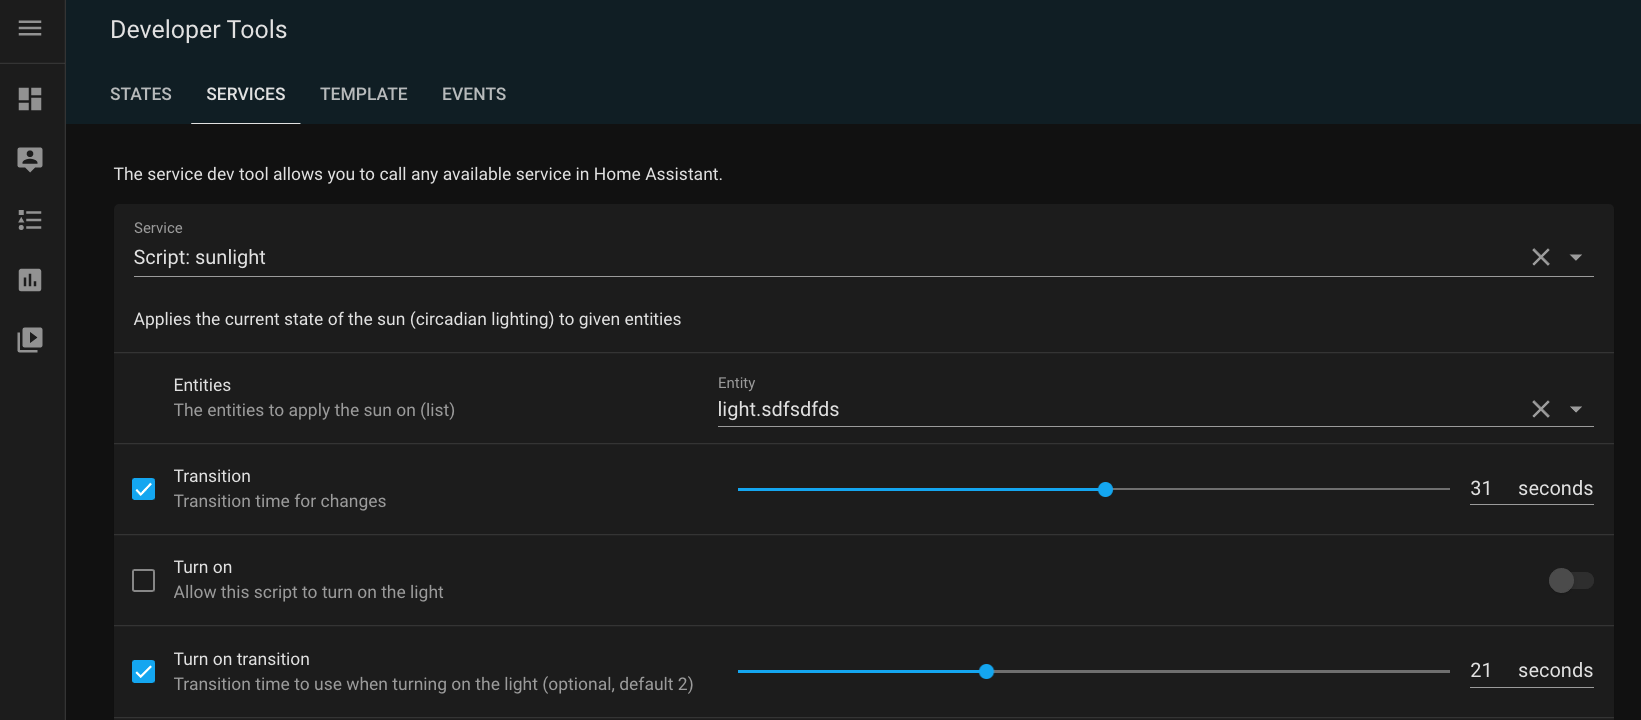 Developer Tools
STATES SERVICES TEMPLATE EVENTS
The service dev tool allows you to call any available service in Home Assistant.
Service
Script: sunlight
Applies the current state of the sun (circadian lighting) to given entities
Entities
The entities to apply the sun on (list)
Entity
light.sdfsdfds
Transition
Transition time for changes
31 seconds
Turn on
Allow this script to turn on the light
Turn on transition
Transition time to use when turning on the light (optional, default 2)
21 seconds